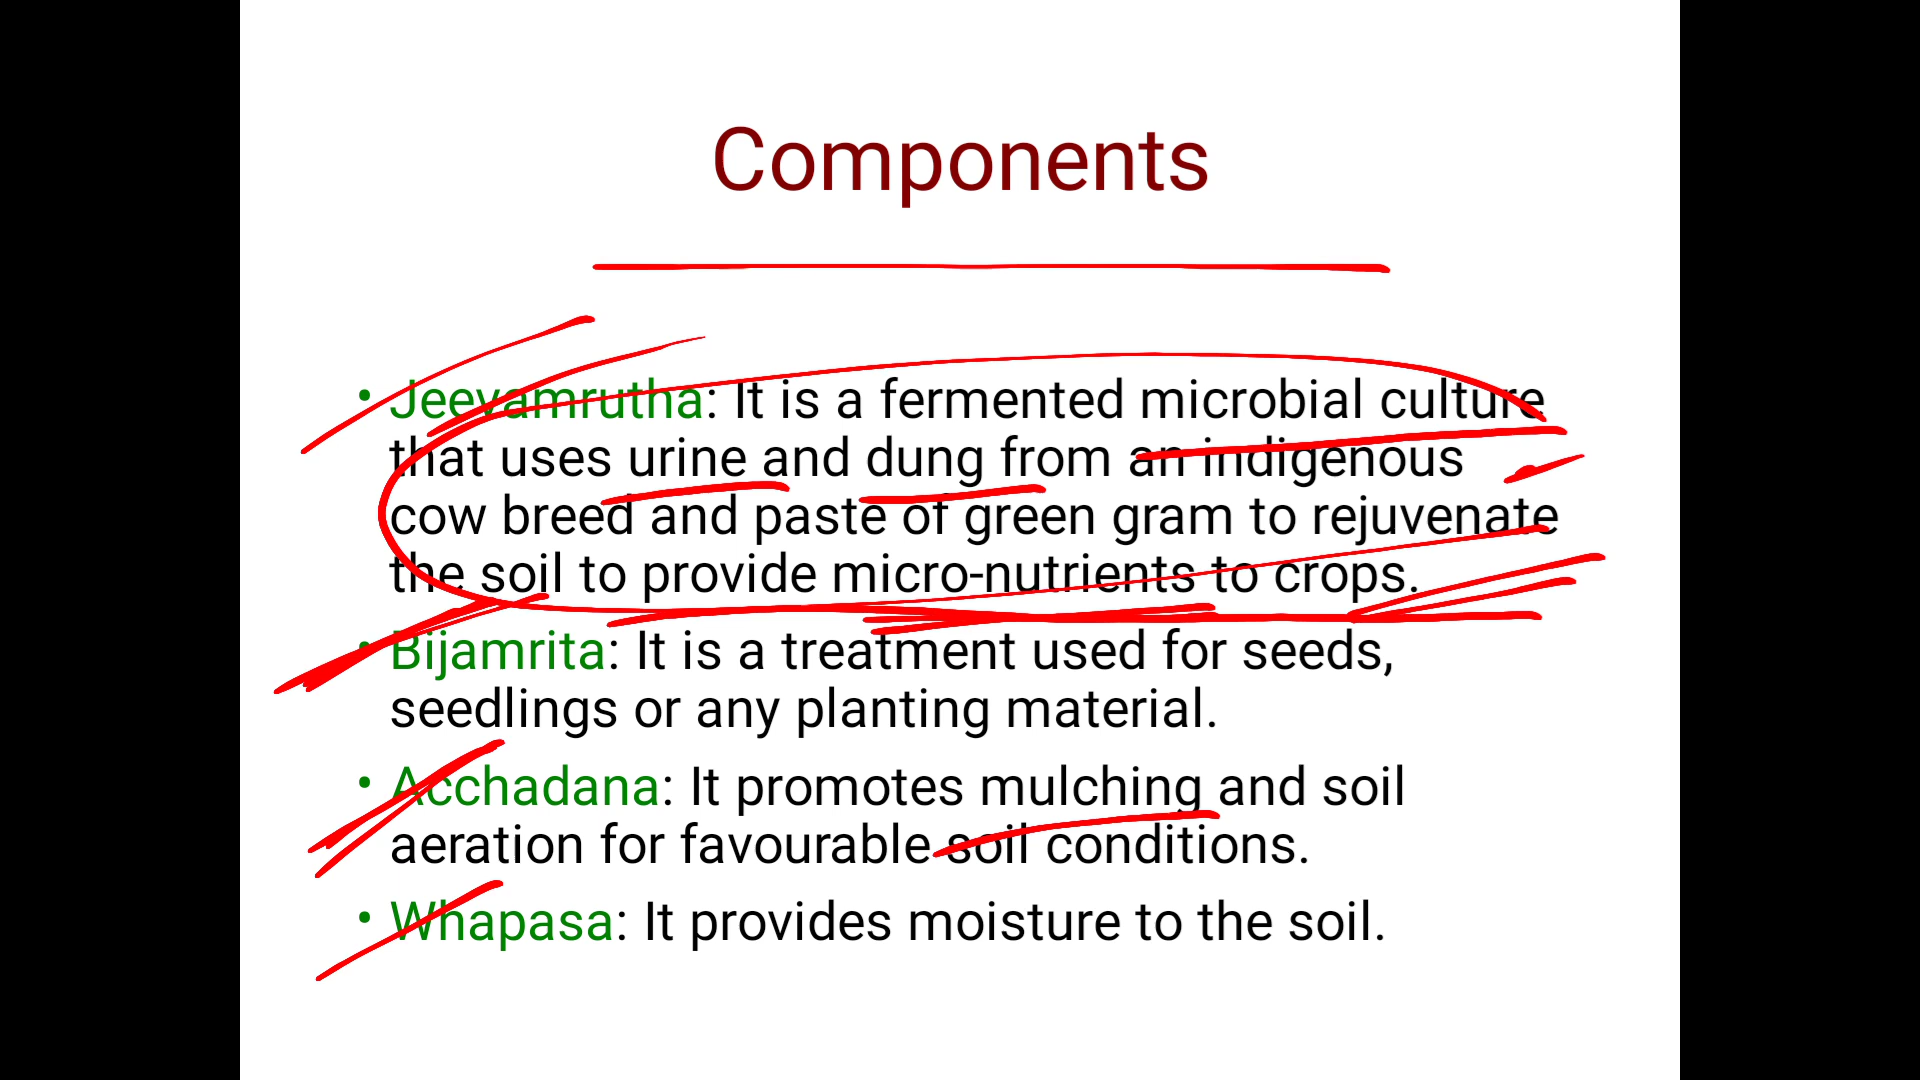 Components
• Jeevamrutha: It is a fermented microbial culture
that uses urine and dung from an indigenous
cow breed and paste of green gram to rejuvenate
the soil to provide micro-nutrients to crops.
• Bijamrita: It is a treatment used for seeds,
seedlings or any planting material.
• Acchadana: It promotes mulching and soil
aeration for favourable soil conditions.
• Whapasa: It provides moisture to the soil.